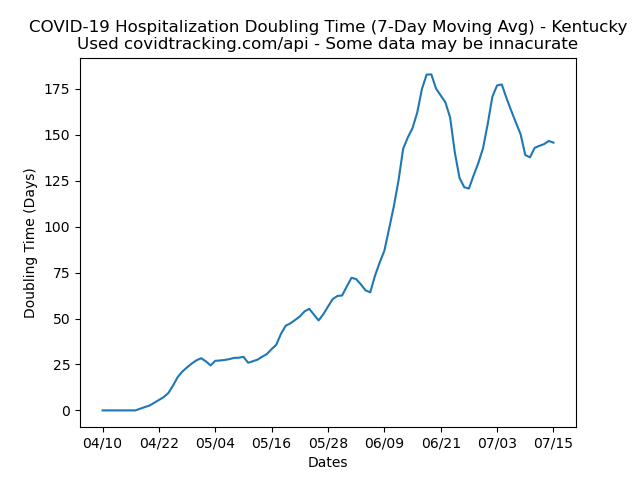 COVID-19 Hospitalization Doubling Time (7-Day Moving Avg) - Kentucky
Used covidtracking.com/api - Some data may be innacurate
175
150
125
100
75
50
25
0
Doubling Time (Days)
04/10 04/22 05/04 05/16 05/28 06/09 06/21 07/03 07/15
Dates